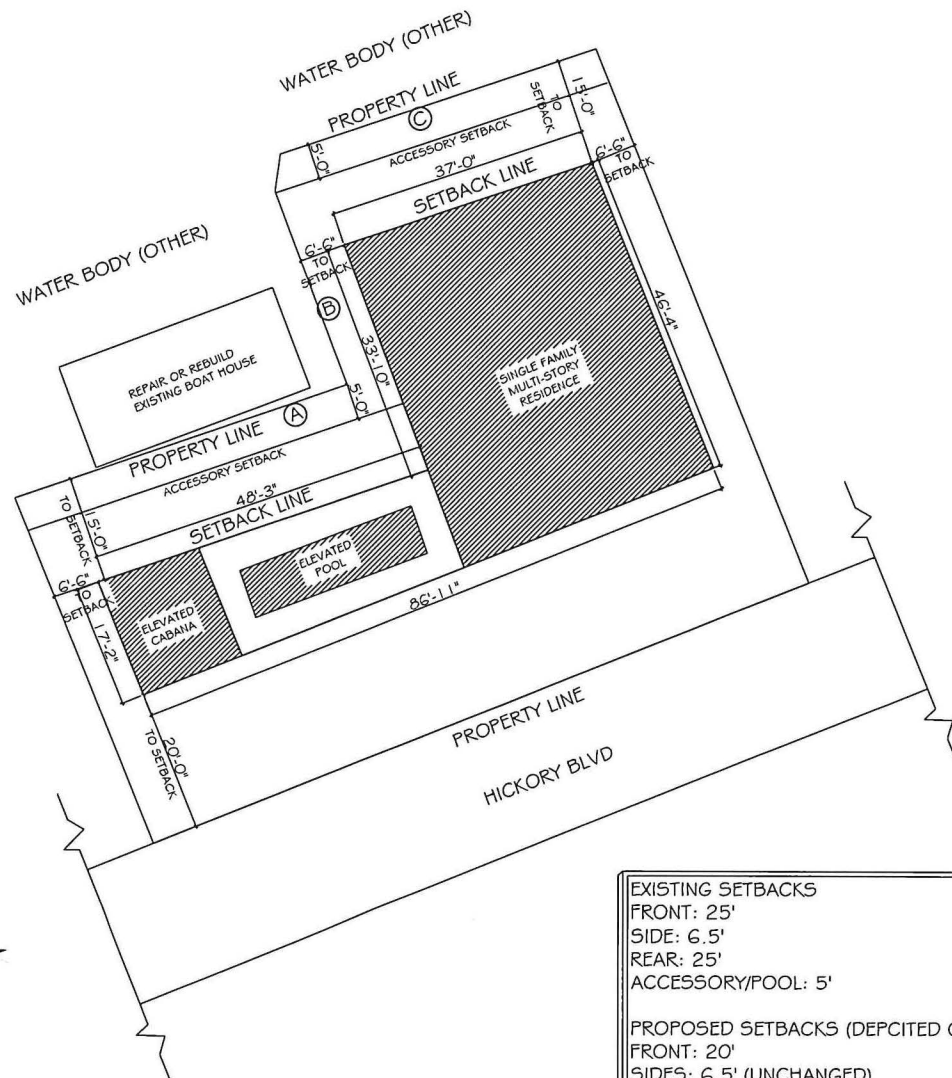 WATER BODY (OTHER)
PROPERTY LINE
C
15'-0"
TO
SETBACK
5'-0"
ACCESSORY SETBACK
37'-0"
SETBACK LINE
6'-6"
TO
SETBACK
WATER BODY (OTHER)
6'-6"
TO
SETBACK
B
33'-10"
46'-4"
SINGLE FAMILY
MULTI-STORY
RESIDENCE
REPAIR OR REBUILD
EXISTING BOAT HOUSE
5'-0"
A
PROPERTY LINE
ACCESSORY SETBACK
48'-3"
SETBACK LINE
15'-0"
TO SETBACK
6'-6"
TO
SETBACK
17'-2"
ELEVATED
CABANA
ELEVATED
POOL
86'-11"
20'-0"
TO SETBACK
PROPERTY LINE
HICKORY BLVD
EXISTING SETBACKS
FRONT: 25'
SIDE: 6.5'
REAR: 25'
ACCESSORY/POOL: 5'
PROPOSED SETBACKS (DEPCITED
FRONT: 20'
SIDES: 6.5' (UNCHANGED)